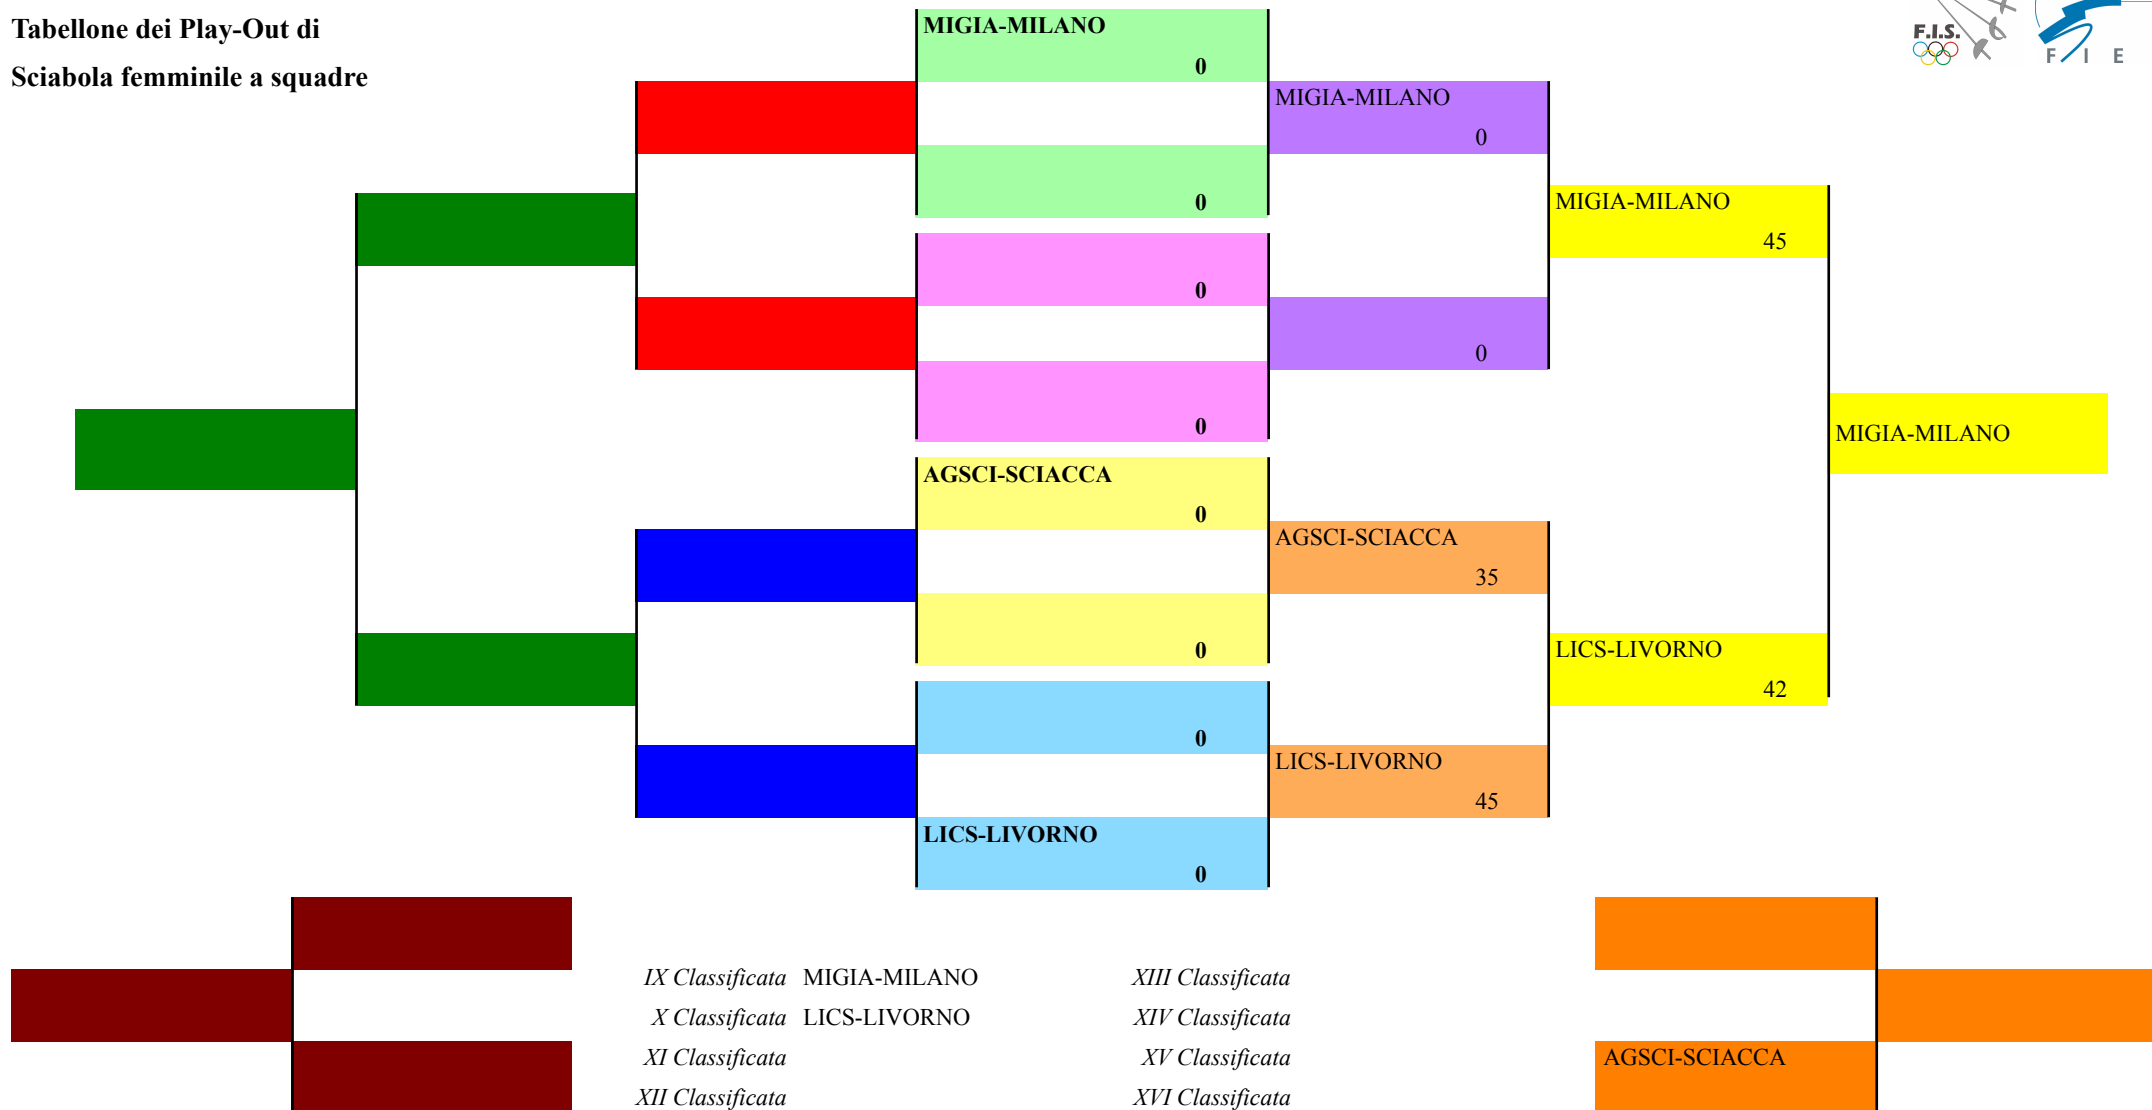 Tabellone dei Play-Out di
Sciabola femminile a squadre
F.I.S.
F I E
MIGIA-MILANO
0
0
0
0
AGSCI-SCIACCA
0
0
0
LICS-LIVORNO
0
MIGIA-MILANO
0
0
AGSCI-SCIACCA
35
LICS-LIVORNO
45
MIGIA-MILANO
45
LICS-LIVORNO
42
MIGIA-MILANO
IX Classificata MIGIA-MILANO
X Classificata LICS-LIVORNO
XI Classificata
XII Classificata
XIII Classificata
XIV Classificata
XV Classificata
XVI Classificata
AGSCI-SCIACCA